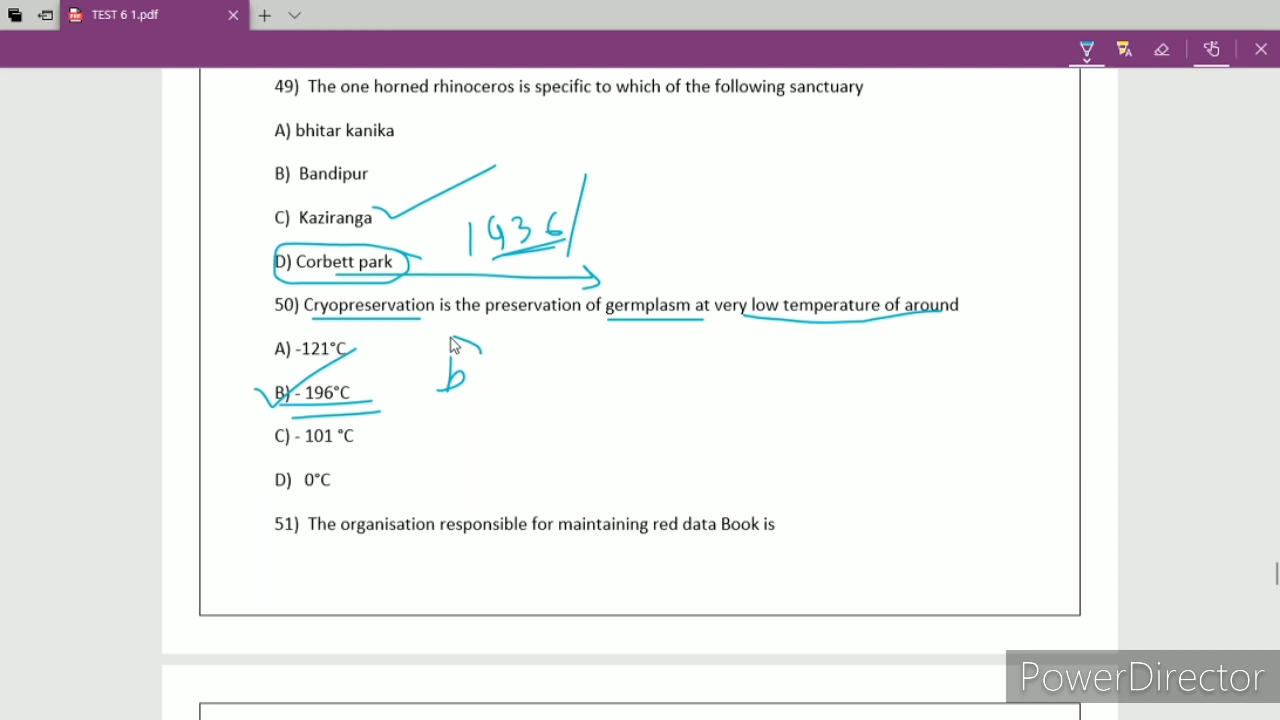 TEST 6 1.pdf
49) The one horned rhinoceros is specific to which of the following sanctuary
A) bhitar kanika
B) Bandipur
C) Kaziranga
1936
D) Corbett park
50) Cryopreservation is the preservation of germplasm at very low temperature of around
A) -121°C
b
B) - 196°C
C) - 101 °C
D) 0°C
51) The organisation responsible for maintaining red data Book is
PowerDirector